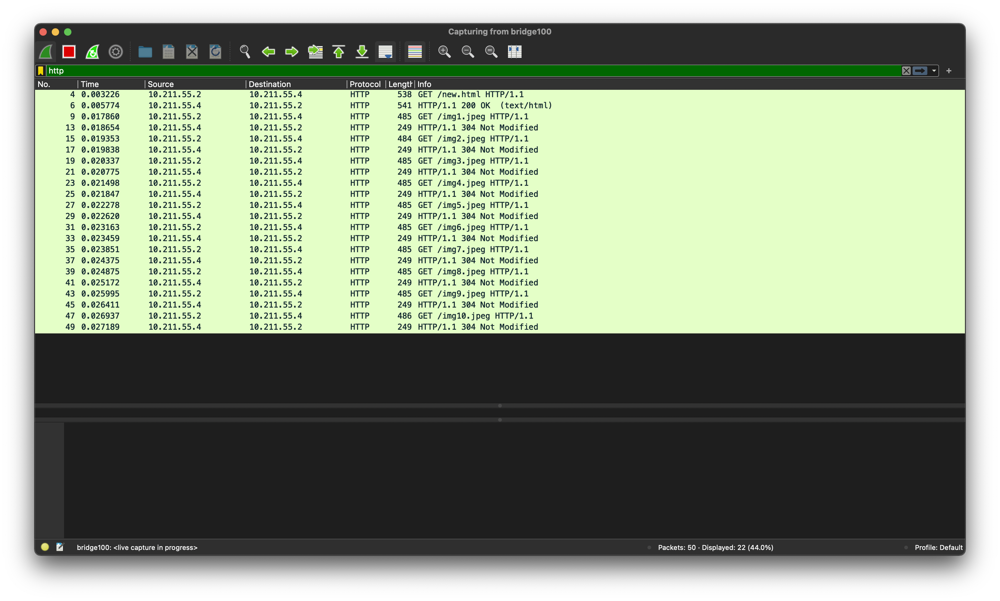 Capturing from bridge100
http
No. Time Source Destination Protocol Length Info
4 0.003226 10.211.55.2 10.211.55.4 HTTP 538 GET /new.html HTTP/1.1
6 0.005774 10.211.55.4 10.211.55.2 HTTP 541 HTTP/1.1 200 OK (text/html)
9 0.017860 10.211.55.2 10.211.55.4 HTTP 485 GET /img1.jpeg HTTP/1.1
13 0.018654 10.211.55.4 10.211.55.2 HTTP 249 HTTP/1.1 304 Not Modified
15 0.019353 10.211.55.2 10.211.55.4 HTTP 484 GET /img2.jpeg HTTP/1.1
17 0.019838 10.211.55.4 10.211.55.2 HTTP 249 HTTP/1.1 304 Not Modified
19 0.020337 10.211.55.2 10.211.55.4 HTTP 485 GET /img3.jpeg HTTP/1.1
21 0.020775 10.211.55.4 10.211.55.2 HTTP 249 HTTP/1.1 304 Not Modified
23 0.021498 10.211.55.2 10.211.55.4 HTTP 485 GET /img4.jpeg HTTP/1.1
25 0.021847 10.211.55.4 10.211.55.2 HTTP 249 HTTP/1.1 304 Not Modified
27 0.022278 10.211.55.2 10.211.55.4 HTTP 485 GET /img5.jpeg HTTP/1.1
29 0.022620 10.211.55.4 10.211.55.2 HTTP 249 HTTP/1.1 304 Not Modified
31 0.023163 10.211.55.2 10.211.55.4 HTTP 485 GET /img6.jpeg HTTP/1.1
33 0.023459 10.211.55.4 10.211.55.2 HTTP 249 HTTP/1.1 304 Not Modified
35 0.023851 10.211.55.2 10.211.55.4 HTTP 485 GET /img7.jpeg HTTP/1.1
37 0.024375 10.211.55.4 10.211.55.2 HTTP 249 HTTP/1.1 304 Not Modified
39 0.024875 10.211.55.2 10.211.55.4 HTTP 485 GET /img8.jpeg HTTP/1.1
41 0.025172 10.211.55.4 10.211.55.2 HTTP 249 HTTP/1.1 304 Not Modified
43 0.025995 10.211.55.2 10.211.55.4 HTTP 485 GET /img9.jpeg HTTP/1.1
45 0.026411 10.211.55.4 10.211.55.2 HTTP 249 HTTP/1.1 304 Not Modified
47 0.026937 10.211.55.2 10.211.55.4 HTTP 486 GET /img10.jpeg HTTP/1.1
49 0.027189 10.211.55.4 10.211.55.2 HTTP 249 HTTP/1.1 304 Not Modified
bridge100: <live capture in progress> Packets: 50 · Displayed: 22 (44.0%) Profile: Default